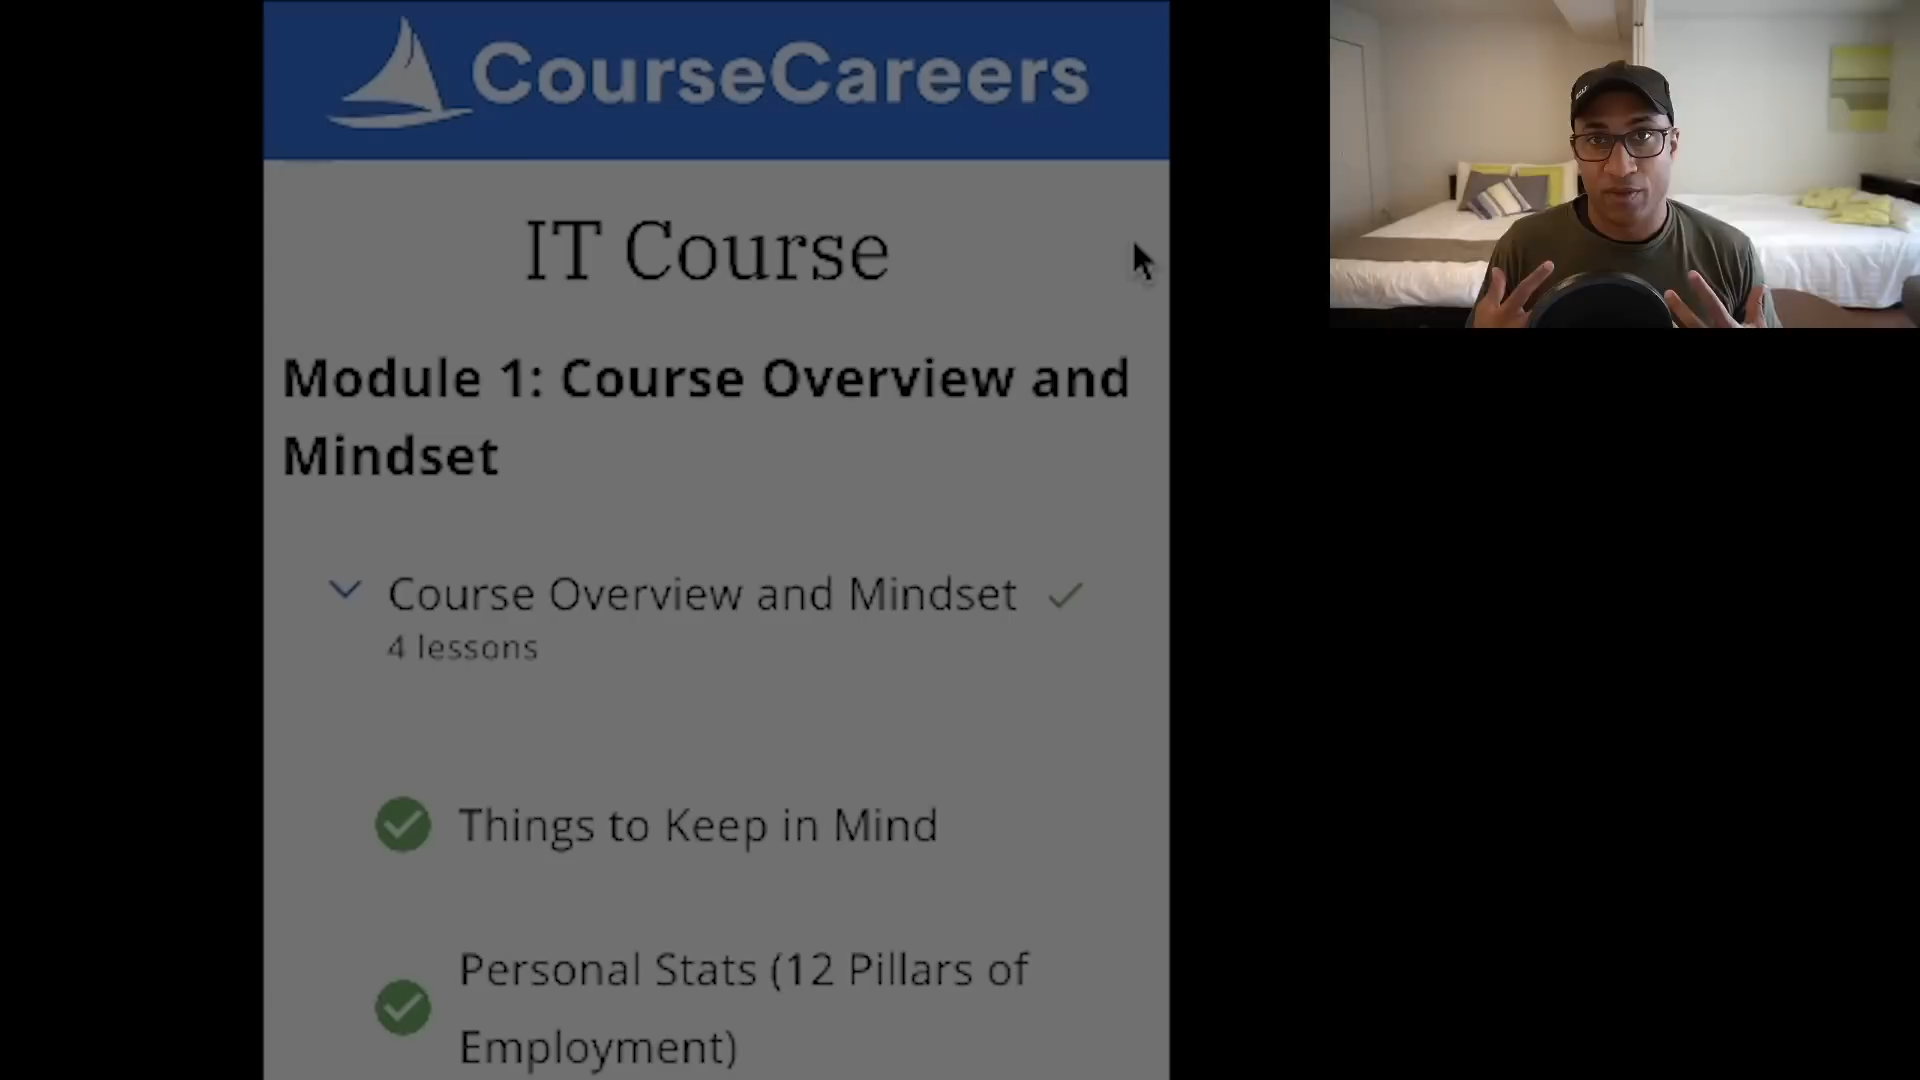 CourseCareers
IT Course
Module 1: Course Overview and
Mindset
Course Overview and Mindset
4 lessons
Things to Keep in Mind
Personal Stats (12 Pillars of
Employment)